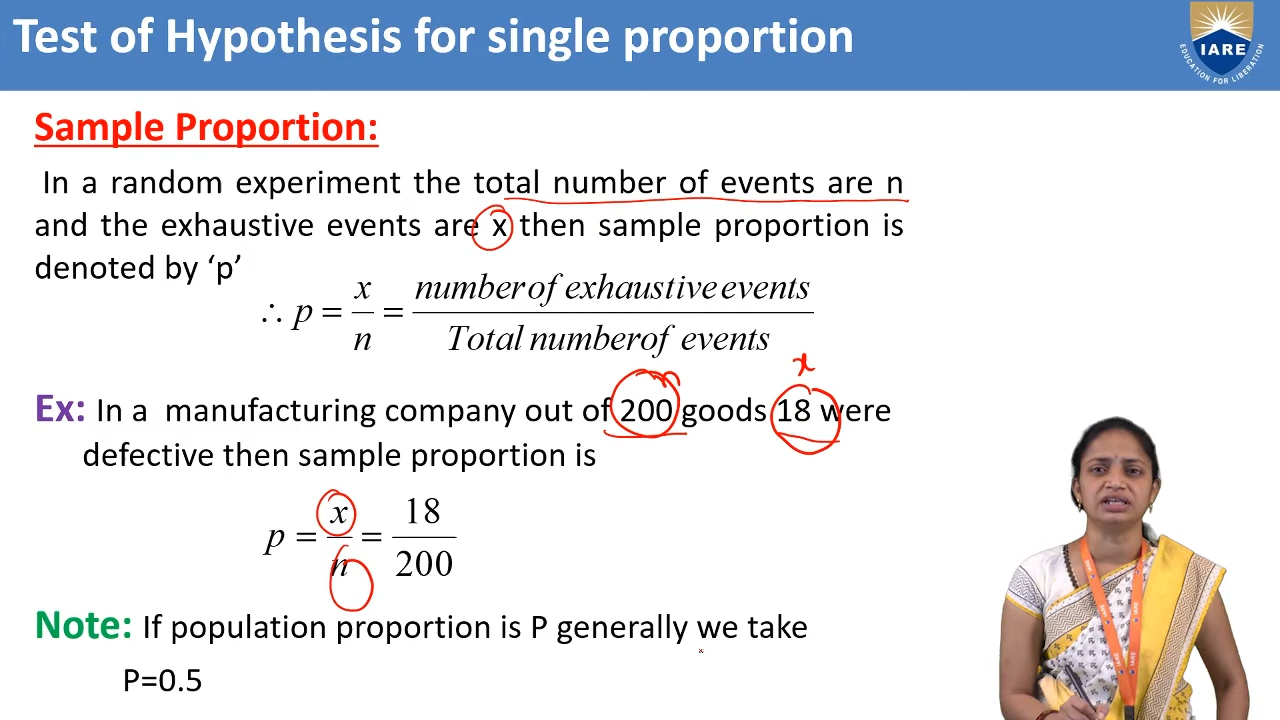 Test of Hypothesis for single proportion
IARE
EDUCATION FOR LIBERATION
Sample Proportion:
In a random experiment the total number of events are n
and the exhaustive events are x then sample proportion is
denoted by ‘p’
∴ p = x/n = number of exhaustive events / Total number of events
x
n
Ex: In a manufacturing company out of 200 goods 18 were
defective then sample proportion is
p = x/n = 18/200
Note: If population proportion is P generally we take
P=0.5